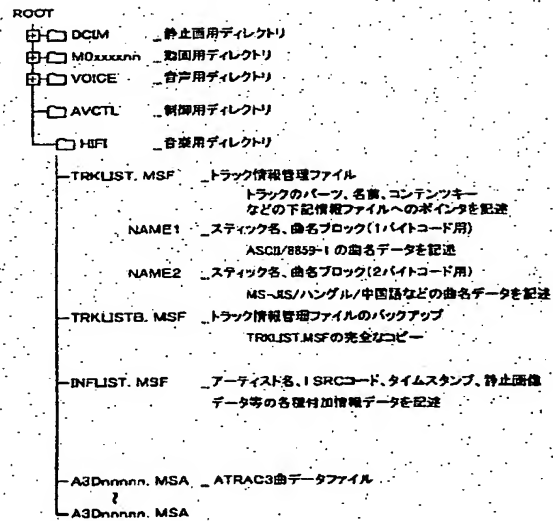 ROOT
DCIM _静止画用ディレクトリ
M0xxxxnn _動画用ディレクトリ
VOICE _音声用ディレクトリ
AVCTL _制御用ディレクトリ
HIFI _音楽用ディレクトリ
TRKLIST. MSF _トラック情報管理ファイル
トラックのパーツ、名前、コンテンツキー
などの下記情報ファイルへのポインタを記述
NAME1 _スティック名、曲名ブロック(1バイトコード用)
ASCII/8859-1の曲名データを記述
NAME2 _スティック名、曲名ブロック(2バイトコード用)
MS-JIS/ハングル/中国語などの曲名データを記述
TRKLISTB. MSF _トラック情報管理ファイルのバックアップ
TRKLIST.MSFの完全なコピー
INFLIST. MSF _アーティスト名、ISRCコード、タイムスタンプ、静止画像
データ等の各種付加情報データを記述
A3Dnnnnn. MSA _ATRAC3曲データファイル
~
A3Dnnnnn. MSA